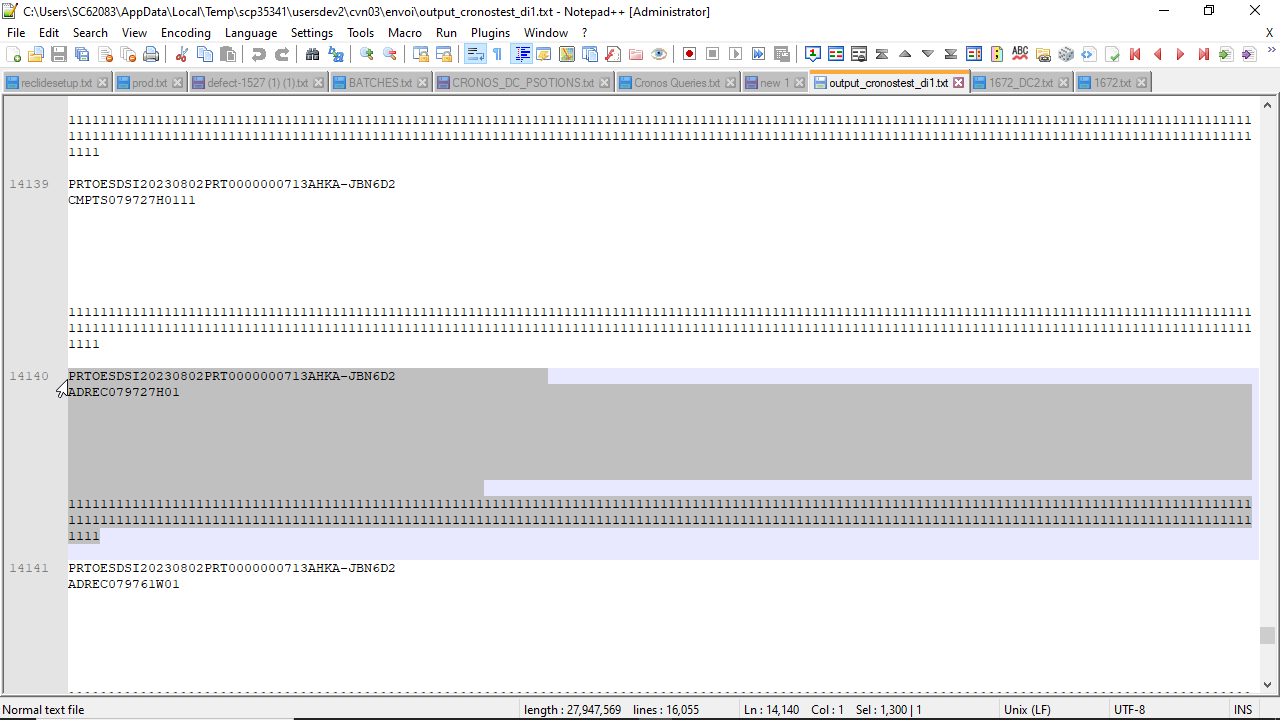 C:\Users\SC62083\AppData\Local\Temp\scp35341\usersdev2\cvn03\envoi\output_cronostest_di1.txt - Notepad++ [Administrator]
File Edit Search View Encoding Language Settings Tools Macro Run Plugins Window ? X
reclidesetup.txt prod.txt defect-1527 (1) (1).txt BATCHES.txt CRONOS_DC_PSOTIONS.txt Cronos Queries.txt new 1 output_cronostest_di1.txt 1672_DC2.txt 1672.txt
1111
14139 PRTOESDSI20230802PRT0000000713AHKA-JBN6D2
CMPTS079727H0111
1111
14140 PRTOESDSI20230802PRT0000000713AHKA-JBN6D2
ADREC079727H01
1111
14141 PRTOESDSI20230802PRT0000000713AHKA-JBN6D2
ADREC079761W01
Normal text file length : 27,947,569 lines : 16,055 Ln : 14,140 Col : 1 Sel : 1,300 | 1 Unix (LF) UTF-8 INS